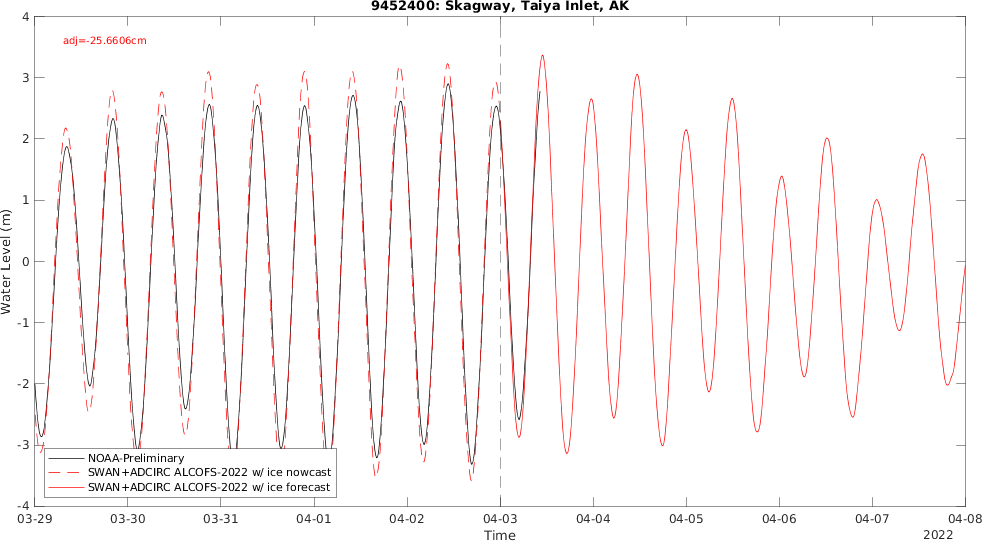 9452400: Skagway, Taiya Inlet, AK
adj=-25.6606cm
4
3
2
1
0
-1
-2
-3
-4
Water Level (m)
NOAA-Preliminary
SWAN+ADCIRC ALCOFS-2022 w/ ice nowcast
SWAN+ADCIRC ALCOFS-2022 w/ ice forecast
03-29 03-30 03-31 04-01 04-02 04-03 04-04 04-05 04-06 04-07 04-08
Time
2022